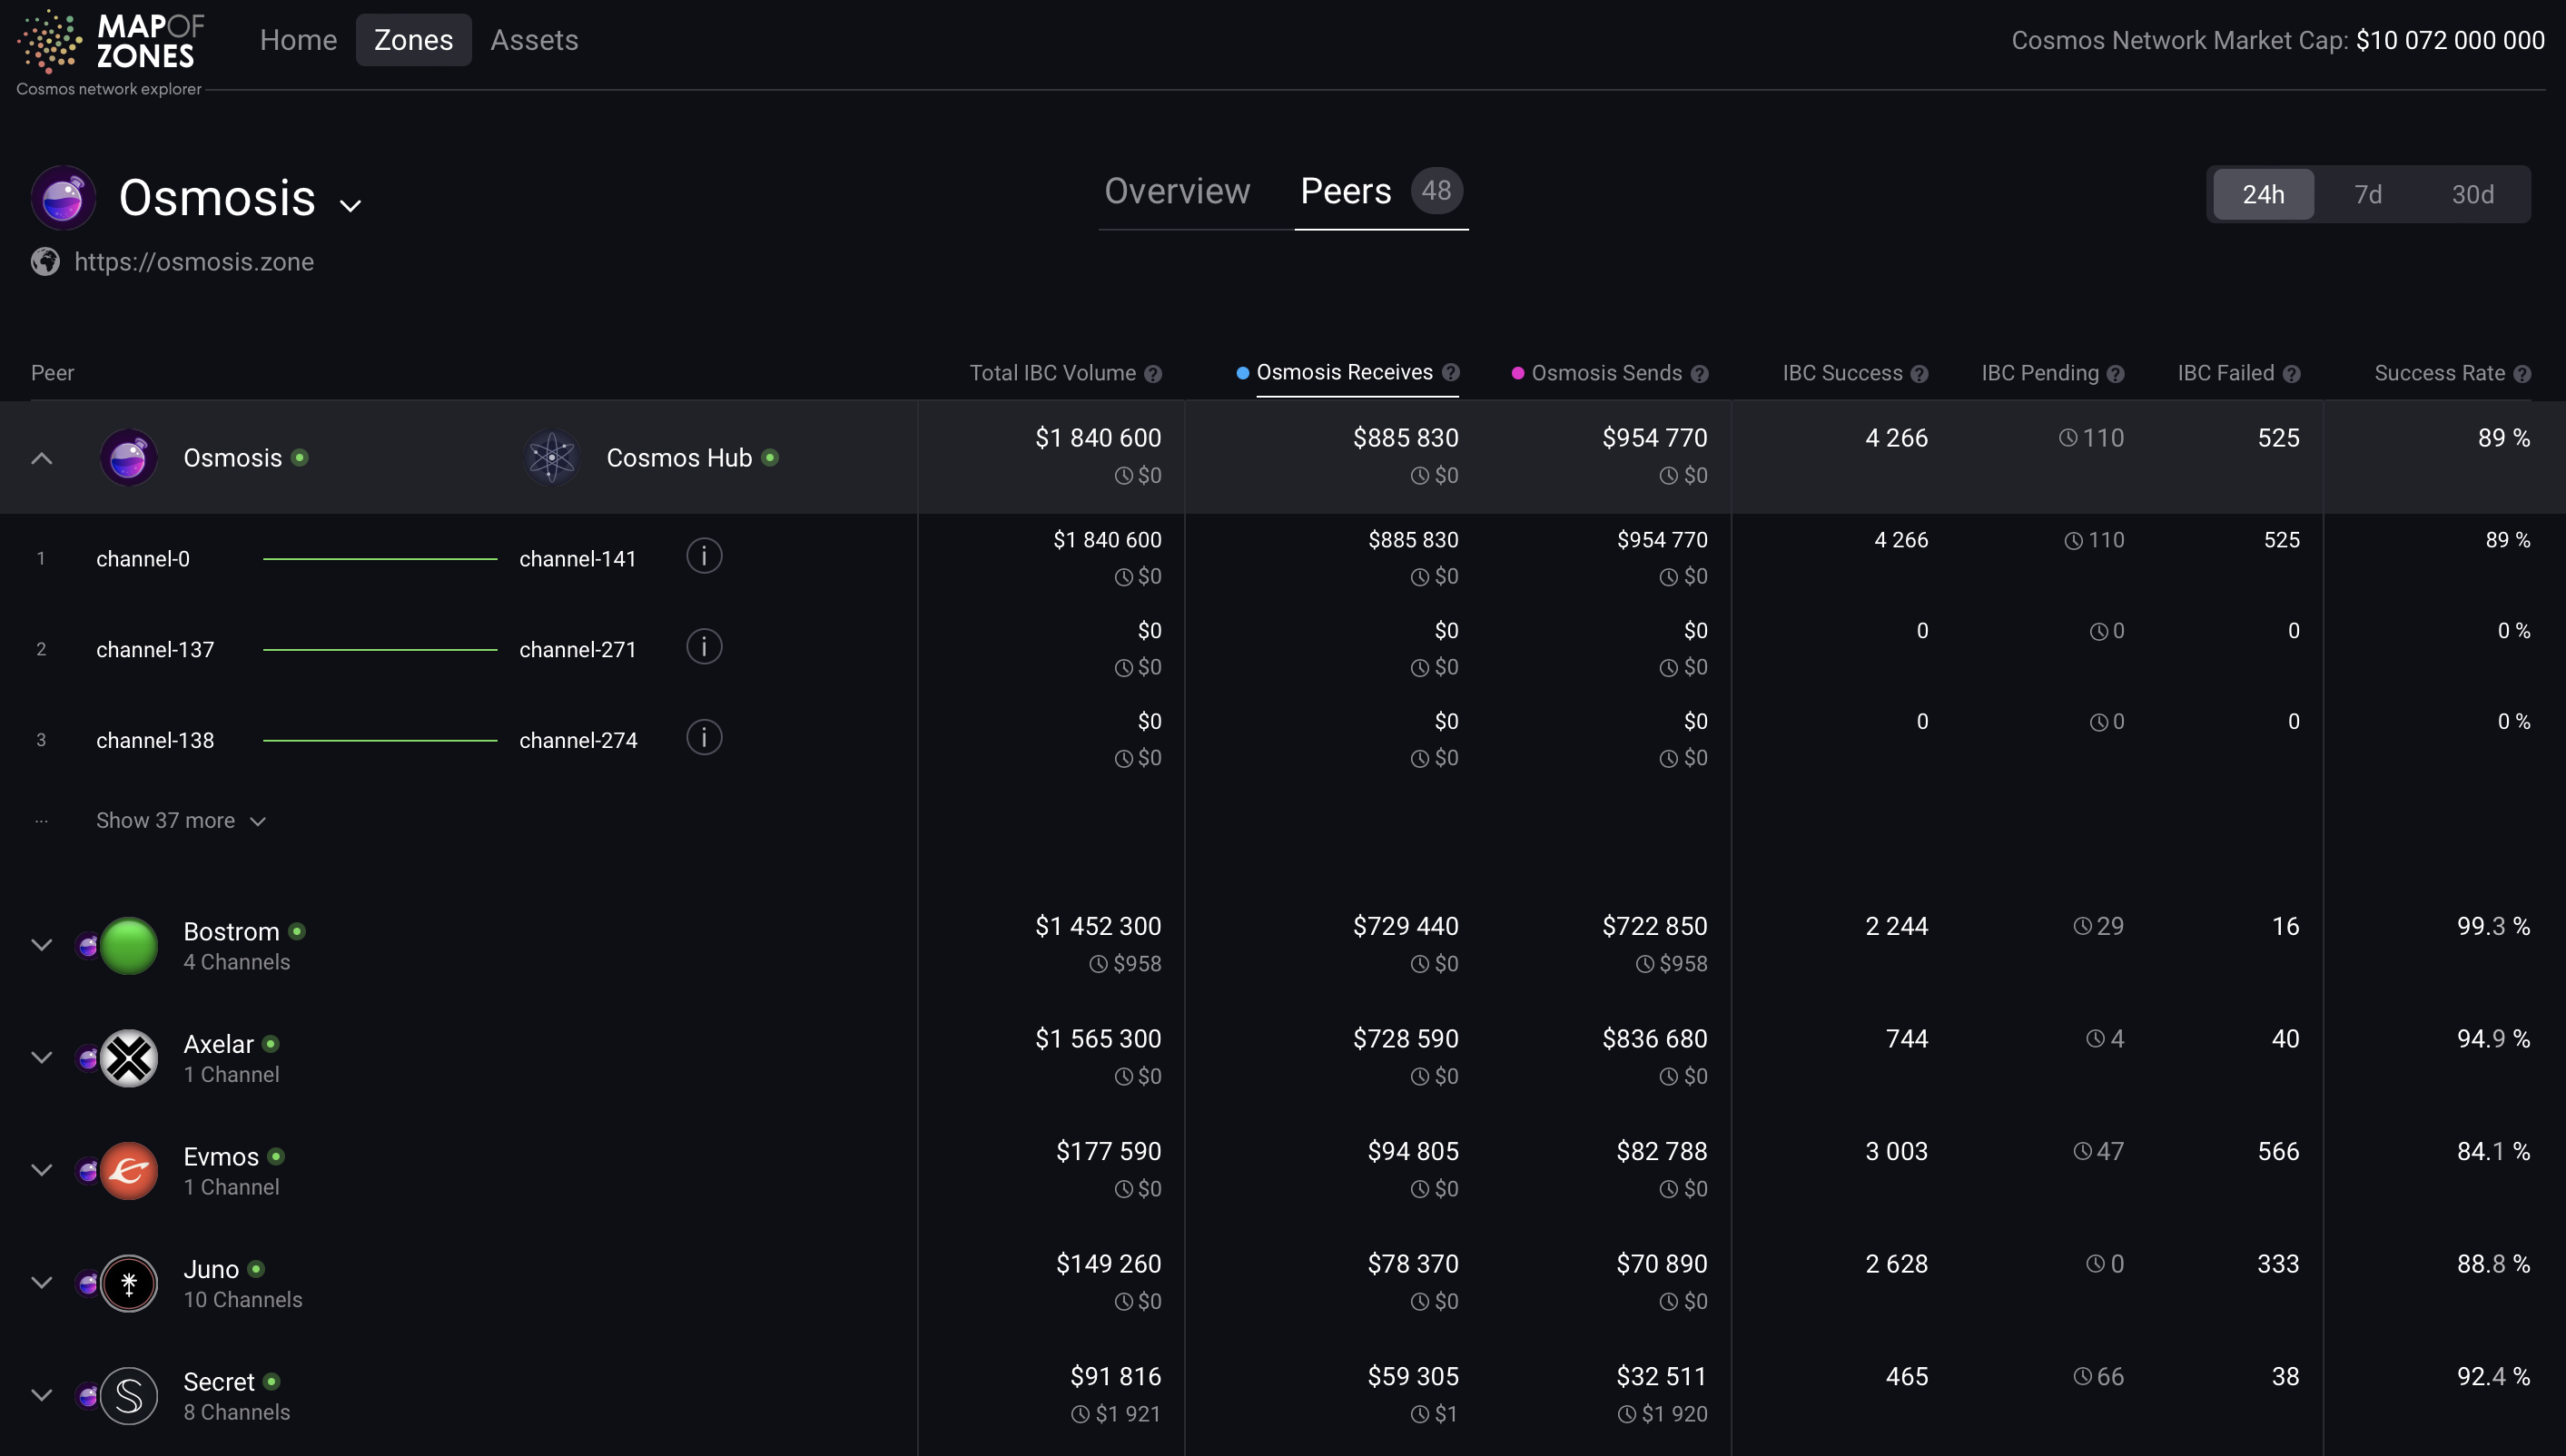 MAPOF ZONES
Home Zones Assets Cosmos Network Market Cap: $10 072 000 000
Cosmos network explorer
Osmosis Overview Peers 48 24h 7d 30d
https://osmosis.zone
Peer Total IBC Volume ? Osmosis Receives ? Osmosis Sends ? IBC Success ? IBC Pending ? IBC Failed ? Success Rate ?
Osmosis Cosmos Hub $1 840 600 $885 830 $954 770 4 266 110 525 89 %
$0 $0 $0
1 channel-0 channel-141 i $1 840 600 $885 830 $954 770 4 266 110 525 89 %
$0 $0 $0
2 channel-137 channel-271 i $0 $0 $0 0 0 0 0 %
$0 $0 $0
3 channel-138 channel-274 i $0 $0 $0 0 0 0 0 %
$0 $0 $0
... Show 37 more
Bostrom $1 452 300 $729 440 $722 850 2 244 29 16 99.3 %
4 Channels $958 $0 $958
Axelar $1 565 300 $728 590 $836 680 744 4 40 94.9 %
1 Channel $0 $0 $0
Evmos $177 590 $94 805 $82 788 3 003 47 566 84.1 %
1 Channel $0 $0 $0
Juno $149 260 $78 370 $70 890 2 628 0 333 88.8 %
10 Channels $0 $0 $0
Secret $91 816 $59 305 $32 511 465 66 38 92.4 %
8 Channels $1 921 $1 $1 920